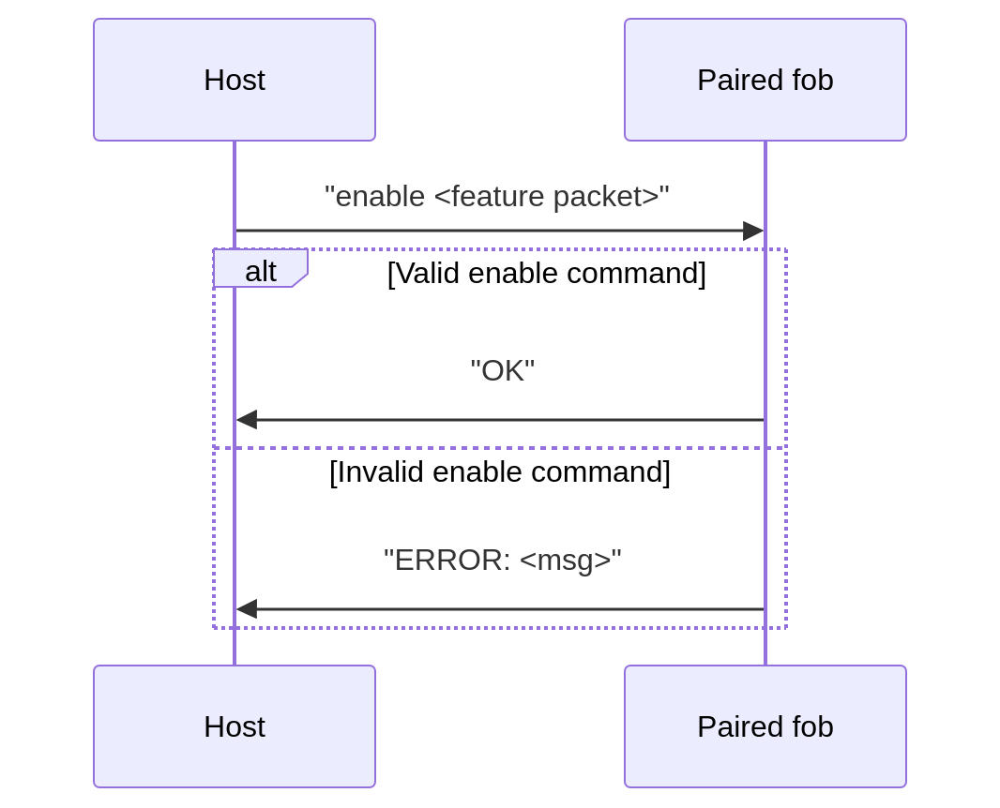 Host
Paired fob
"enable <feature packet>"
alt
[Valid enable command]
"OK"
[Invalid enable command]
"ERROR: <msg>"
Host
Paired fob